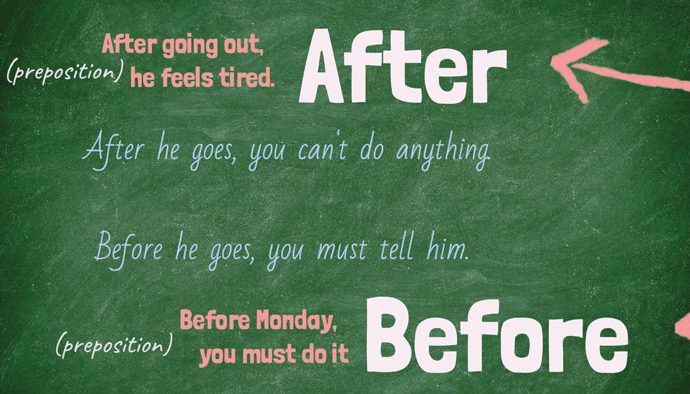 After going out,
(preposition) he feels tired.
After
After he goes, you can't do anything.
Before he goes, you must tell him.
Before Monday,
(preposition) you must do it
Before